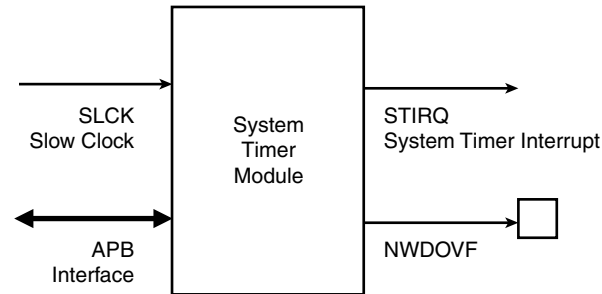 SLCK
Slow Clock
System
Timer
Module
STIRQ
System Timer Interrupt
APB
Interface
NWDOVF